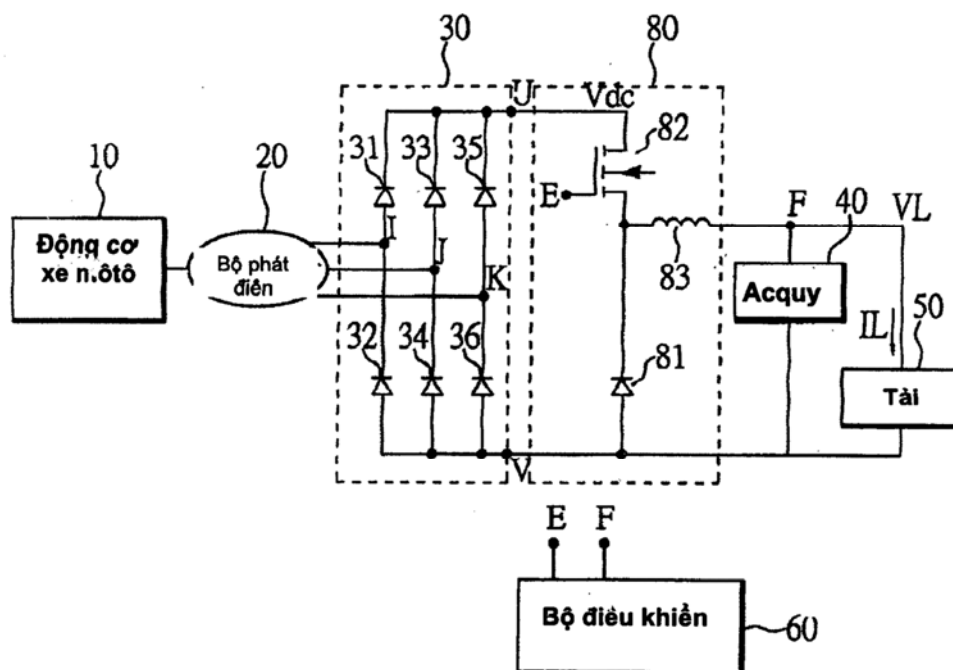 30
80
U
Vdc
82
31
33
35
10
20
E
I
F
40
VL
Động cơ
xe n.ôtô
Bộ phát
điên
J
K
83
Acquy
50
IL
32
34
36
81
Tải
V
E
F
Bộ điều khiển
60